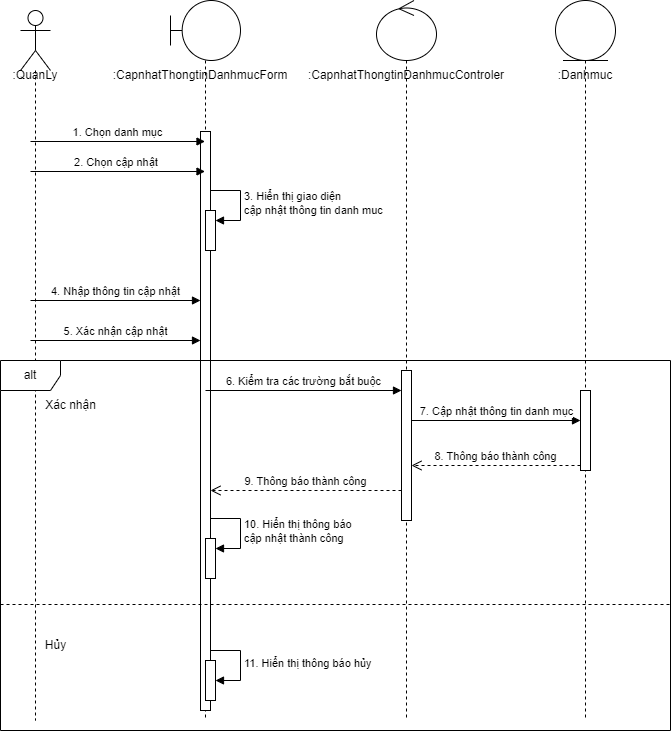 :QuanLy
:CapnhatThongtinDanhmucForm
:CapnhatThongtinDanhmucControler
:Danhmuc
1. Chọn danh mục
2. Chọn cập nhật
3. Hiển thị giao diện
cập nhật thông tin danh muc
4. Nhập thông tin cập nhật
5. Xác nhận cập nhật
alt
6. Kiểm tra các trường bắt buộc
Xác nhận
7. Cập nhật thông tin danh mục
8. Thông báo thành công
9. Thông báo thành công
10. Hiển thị thông báo
cập nhật thành công
Hủy
11. Hiển thị thông báo hủy